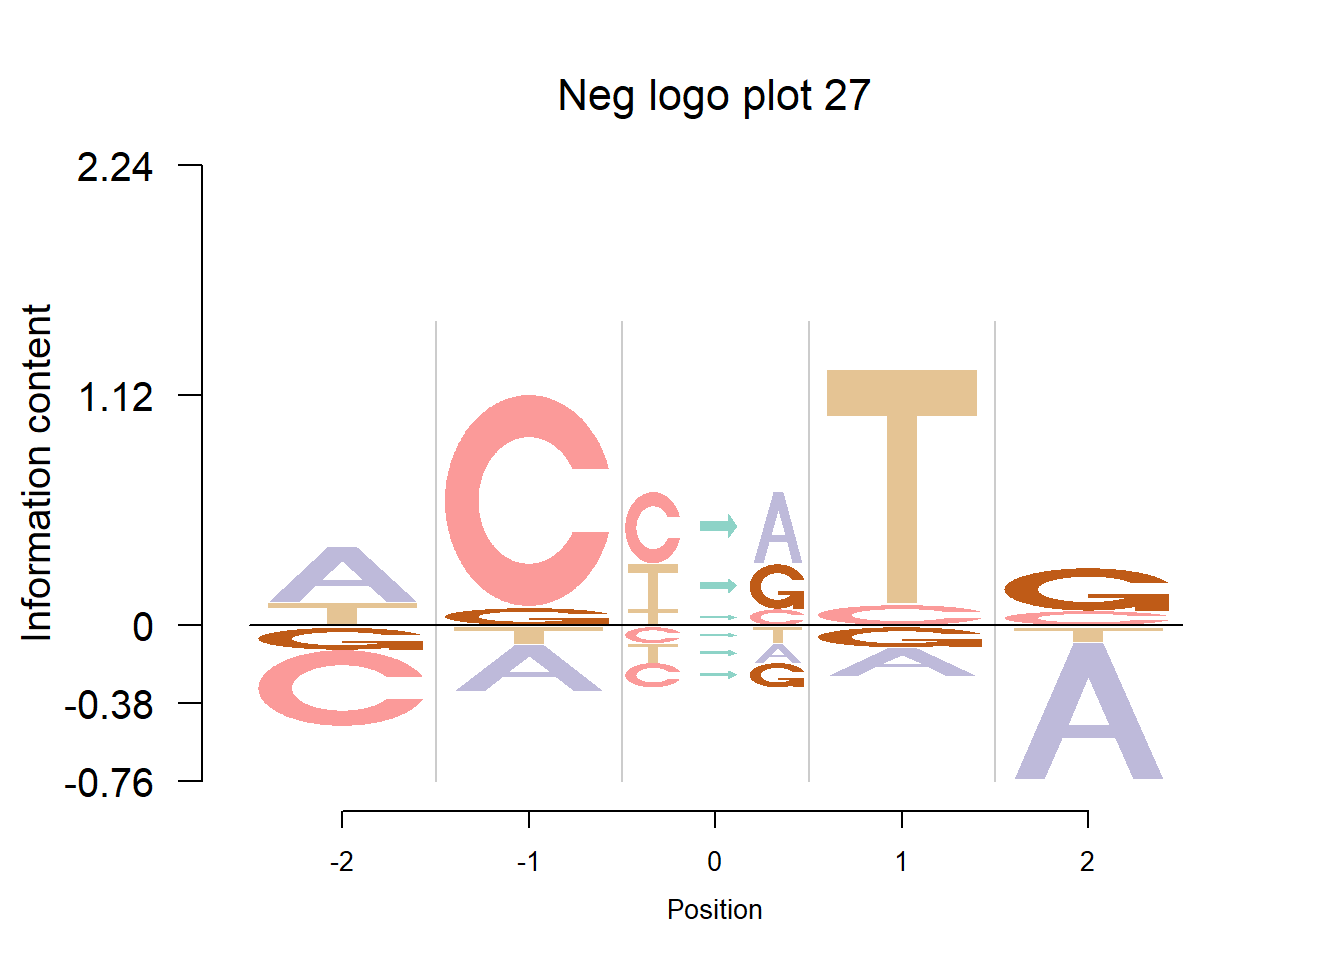 Neg logo plot 27
2.24
1.12
0
-0.38
-0.76
Information content
A
T
G
C
C
G
T
A
C → A
T → G
T → C
C → T
T → A
C → G
T
C
G
A
G
C
T
A
-2 -1 0 1 2
Position